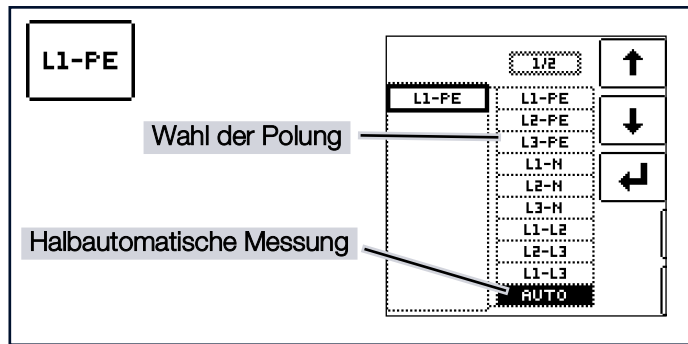 L1-PE
1/2
L1-PE
L1-PE
L2-PE
Wahl der Polung
L3-PE
L1-N
L2-N
L3-N
L1-L2
Halbautomatische Messung
L2-L3
L1-L3
AUTO